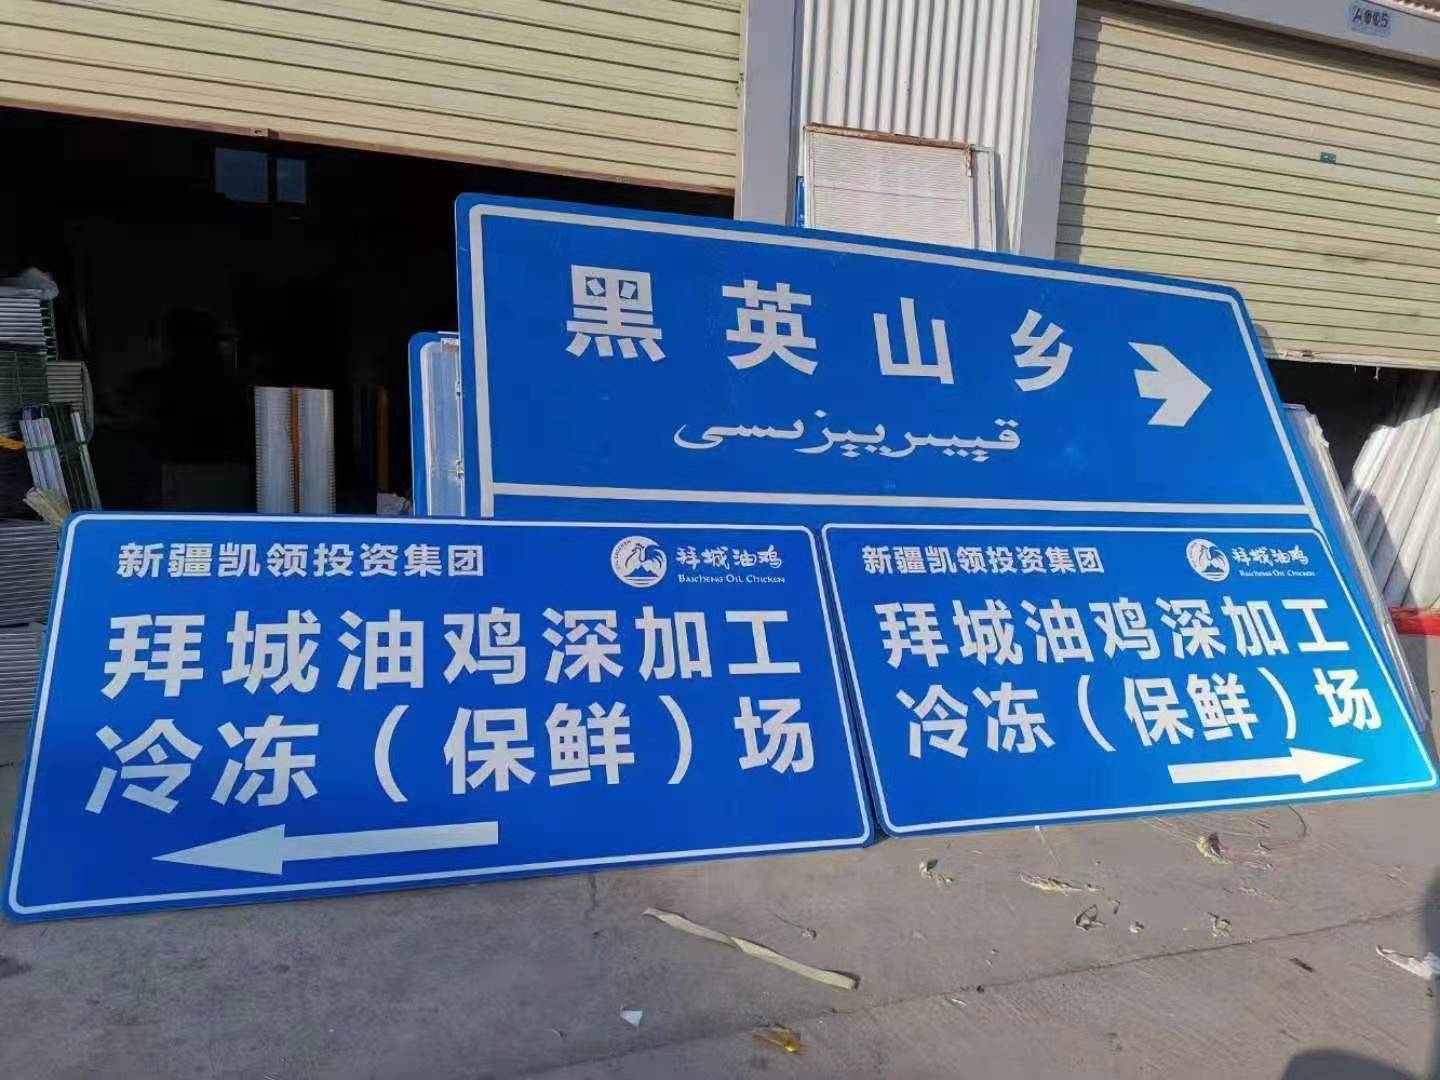 A005
黑英山乡
قىيىرىپپزىسى
新疆凯领投资集团
拜城油鸡
BAICHENG OIL CHICKEN
拜城油鸡深加工
冷冻（保鲜）场
新疆凯领投资集团
拜城油鸡
BAICHENG OIL CHICKEN
拜城油鸡深加工
冷冻（保鲜）场